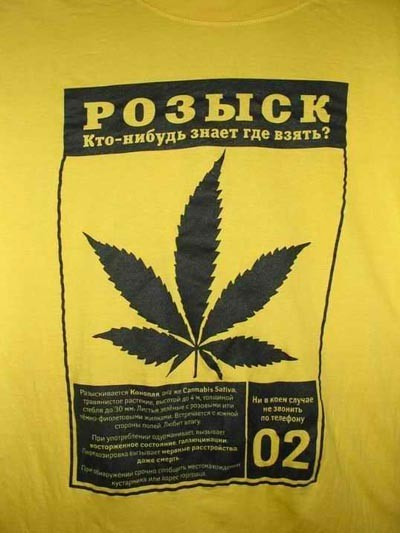 РОЗЫСК
Кто-нибудь знает где взять?
Разыскивается Конопля, она же Cannabis Sativa,
травянистое растение, высотой до 4 м, толщиной
стебля до 30 мм. Листья зелёные с розовыми или
тёмно-фиолетовыми жилками. Встречается с южной
стороны полей. Любит влагу.
При употреблении одурманивает, вызывает
восторженное состояние, галлюцинации.
Передозировка вызывает нервные расстройства
даже смерть.
При обнаружении срочно сообщить местонахождение
кустарника или адрес торговца.
Ни в коем случае
не звонить
по телефону
02